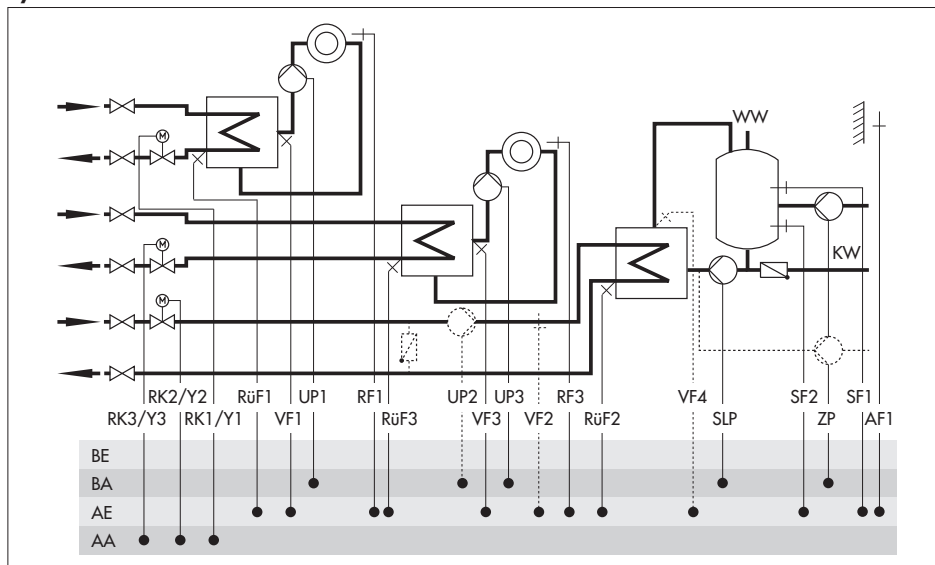 WW
M
M
KW
M
RK2/Y2 RüF1 UP1 RF1 UP2 UP3 RF3 VF4 SF2 SF1
RK3/Y3 RK1/Y1 VF1 RüF3 VF3 VF2 RüF2 SLP ZP AF1
BE
BA
AE
AA